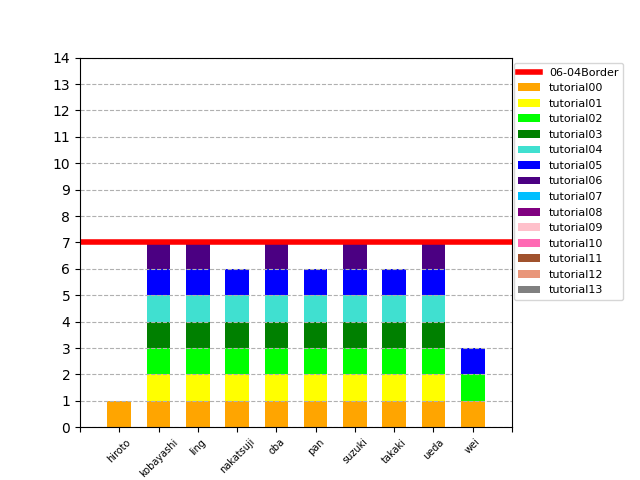 14
13
12
11
10
9
8
7
6
5
4
3
2
1
0
hiroto
kobayashi
ling
nakatsuji
oba
pan
suzuki
takaki
ueda
wei
06-04Border
tutorial00
tutorial01
tutorial02
tutorial03
tutorial04
tutorial05
tutorial06
tutorial07
tutorial08
tutorial09
tutorial10
tutorial11
tutorial12
tutorial13